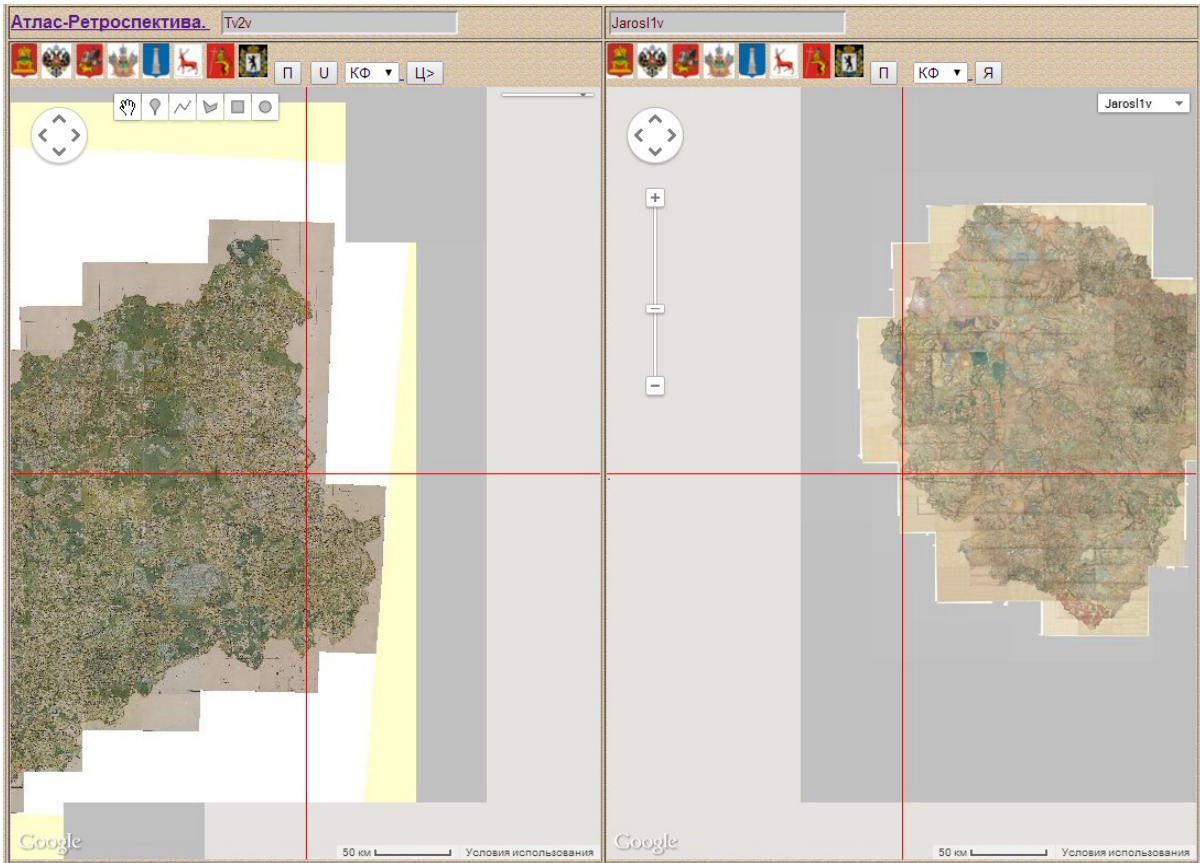 Атлас-Ретроспектива. Tv2v
Jarosl1v
П U КФ Ц>
П КФ Я
Jarosl1v
Google
50 км Условия использования
Google
50 км Условия использования